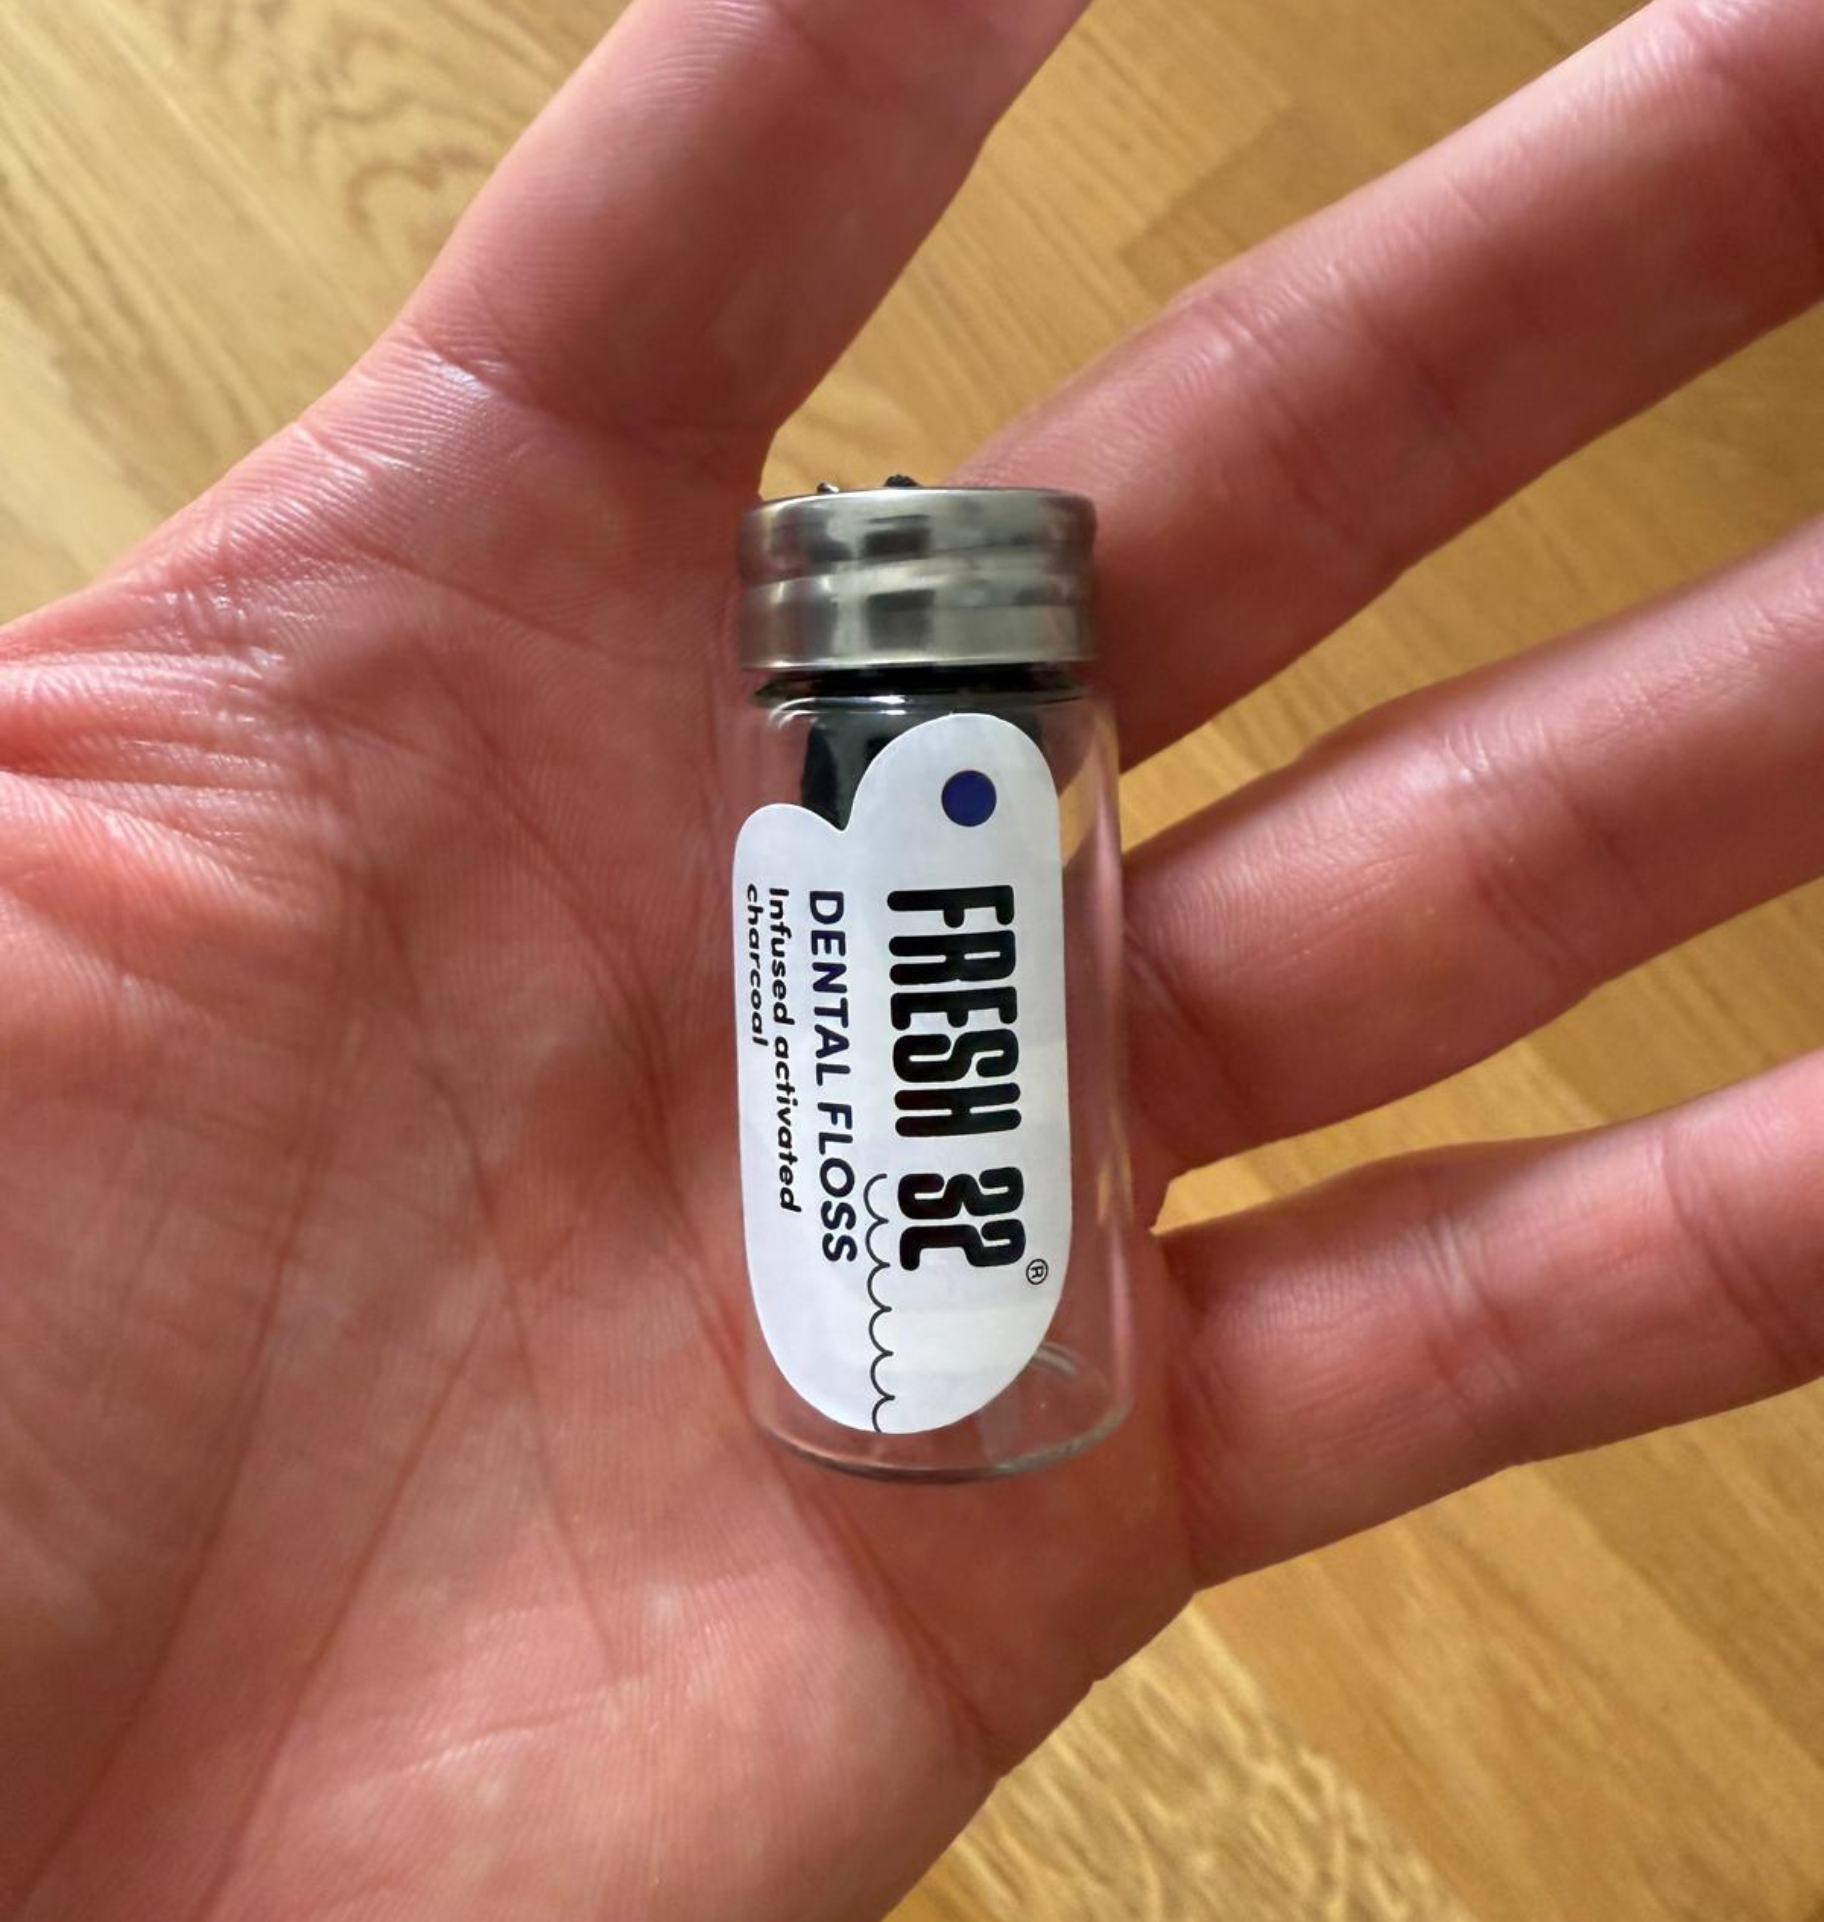 FRESH 32®
DENTAL FLOSS
Infused activated
charcoal